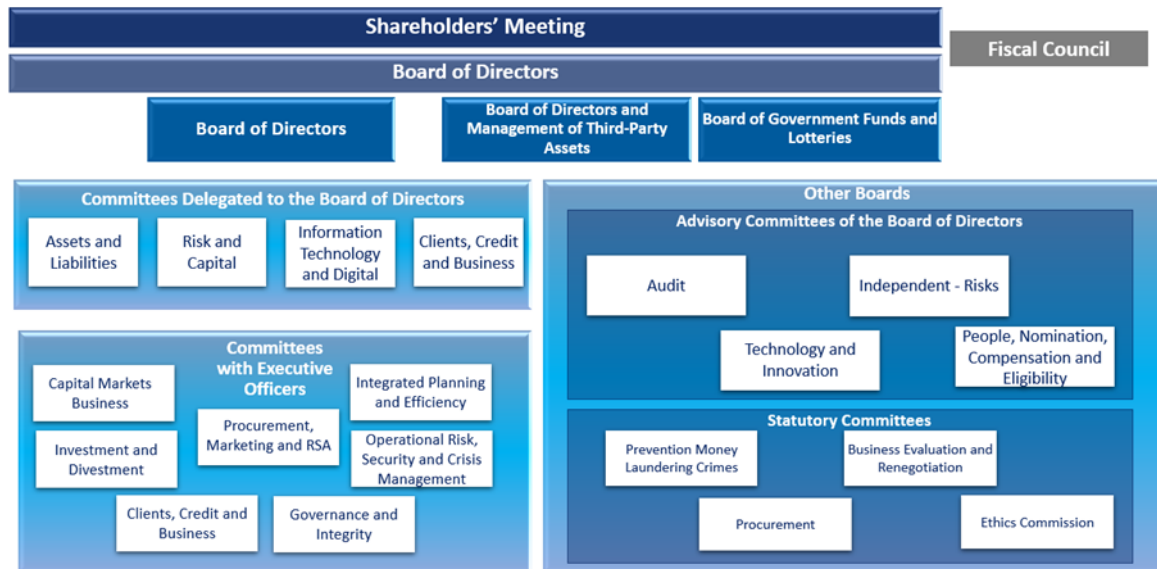 Shareholders' Meeting
Fiscal Council
Board of Directors
Board of Directors
Board of Directors and
Management of Third-Party
Assets
Board of Government Funds and
Lotteries
Committees Delegated to the Board of Directors
Assets and
Liabilities
Risk and
Capital
Information
Technology
and Digital
Clients, Credit
and Business
Committees
with Executive
Officers
Capital Markets
Business
Integrated Planning
and Efficiency
Procurement,
Marketing and RSA
Investment and
Divestment
Operational Risk,
Security and Crisis
Management
Clients, Credit and
Business
Governance and
Integrity
Other Boards
Advisory Committees of the Board of Directors
Audit
Independent - Risks
Technology and
Innovation
People, Nomination,
Compensation and
Eligibility
Statutory Committees
Prevention Money
Laundering Crimes
Business Evaluation and
Renegotiation
Procurement
Ethics Commission